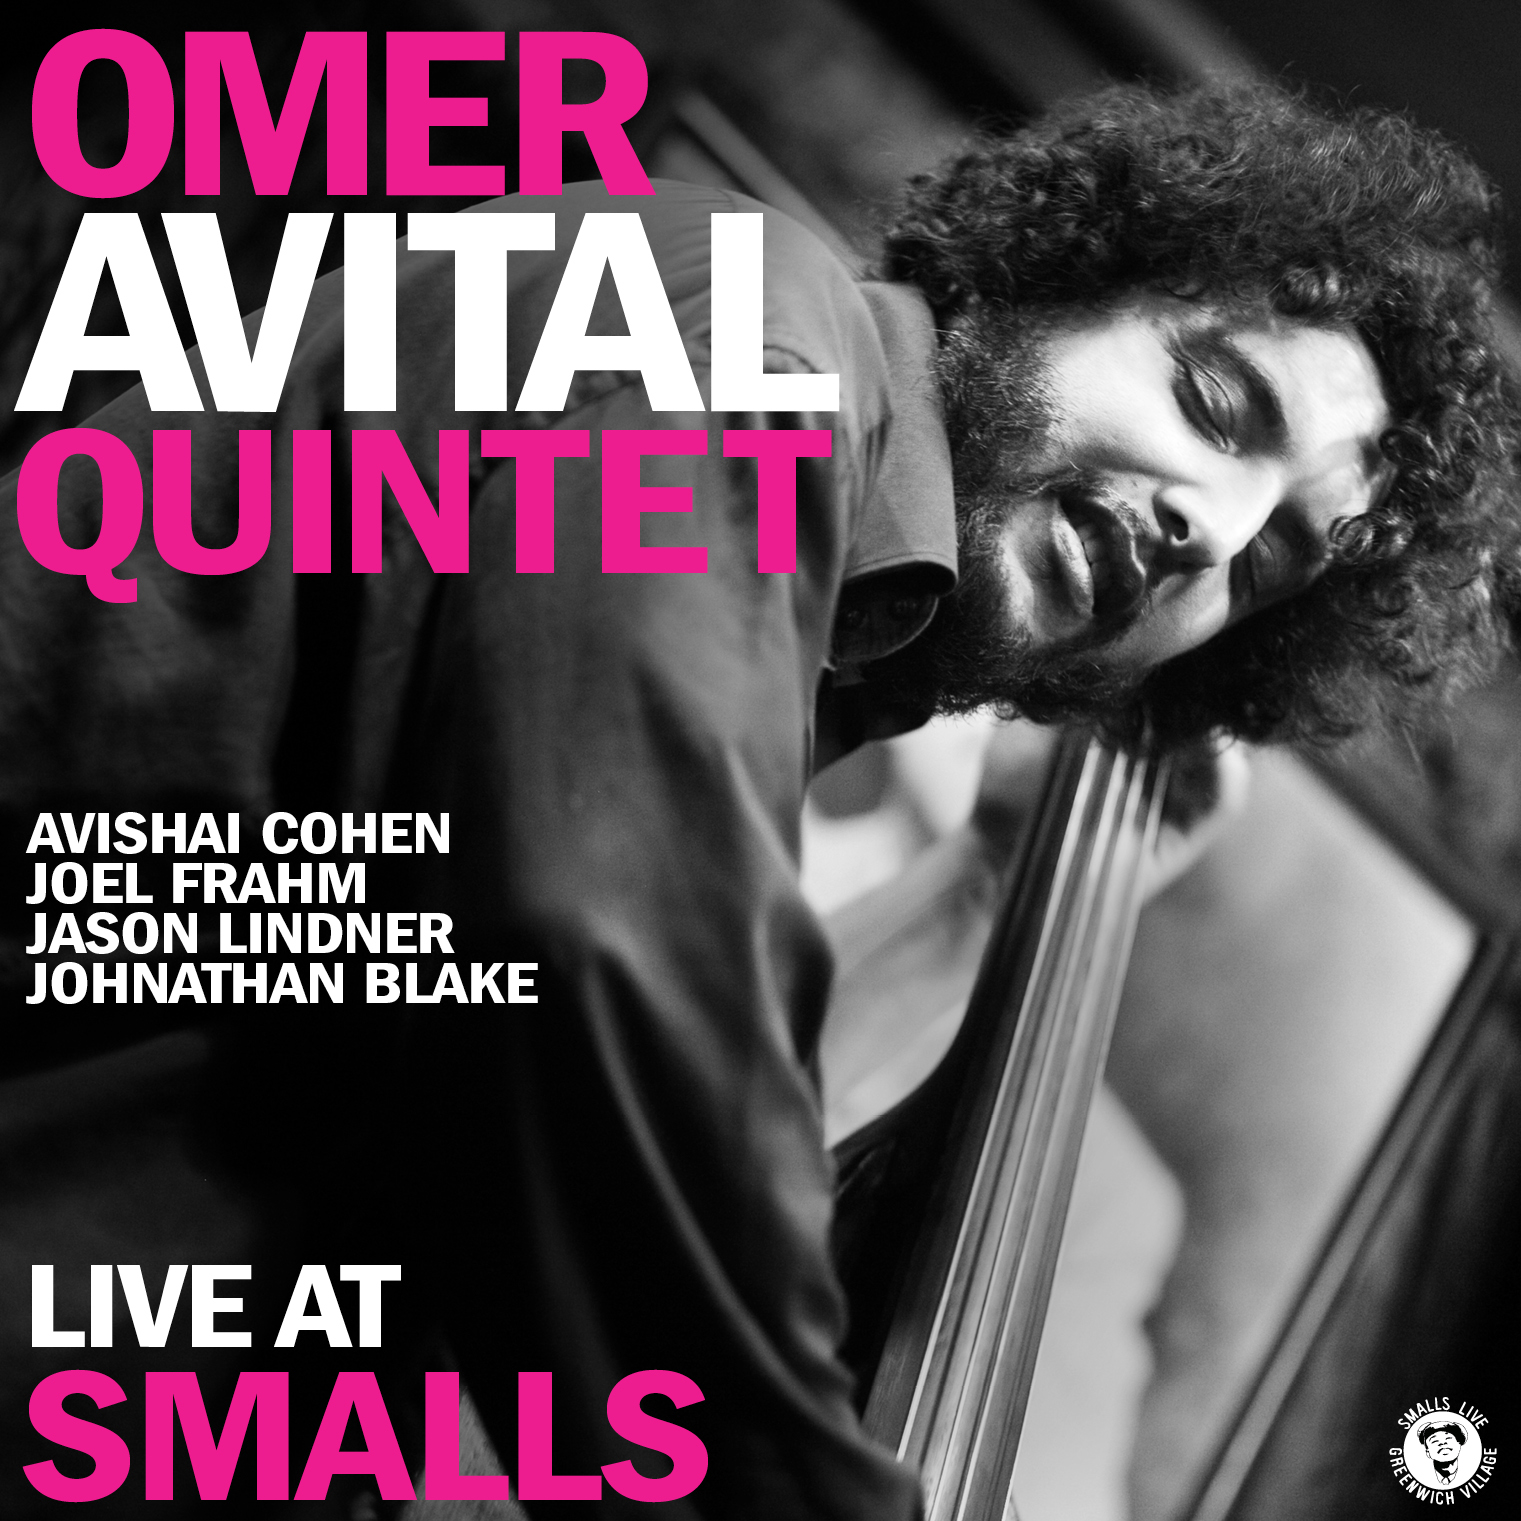 OMER
AVITAL
QUINTET
AVISHAI COHEN
JOEL FRAHM
JASON LINDNER
JOHNATHAN BLAKE
LIVE AT
SMALLS
SMALLS LIVE
GREENWICH VILLAGE